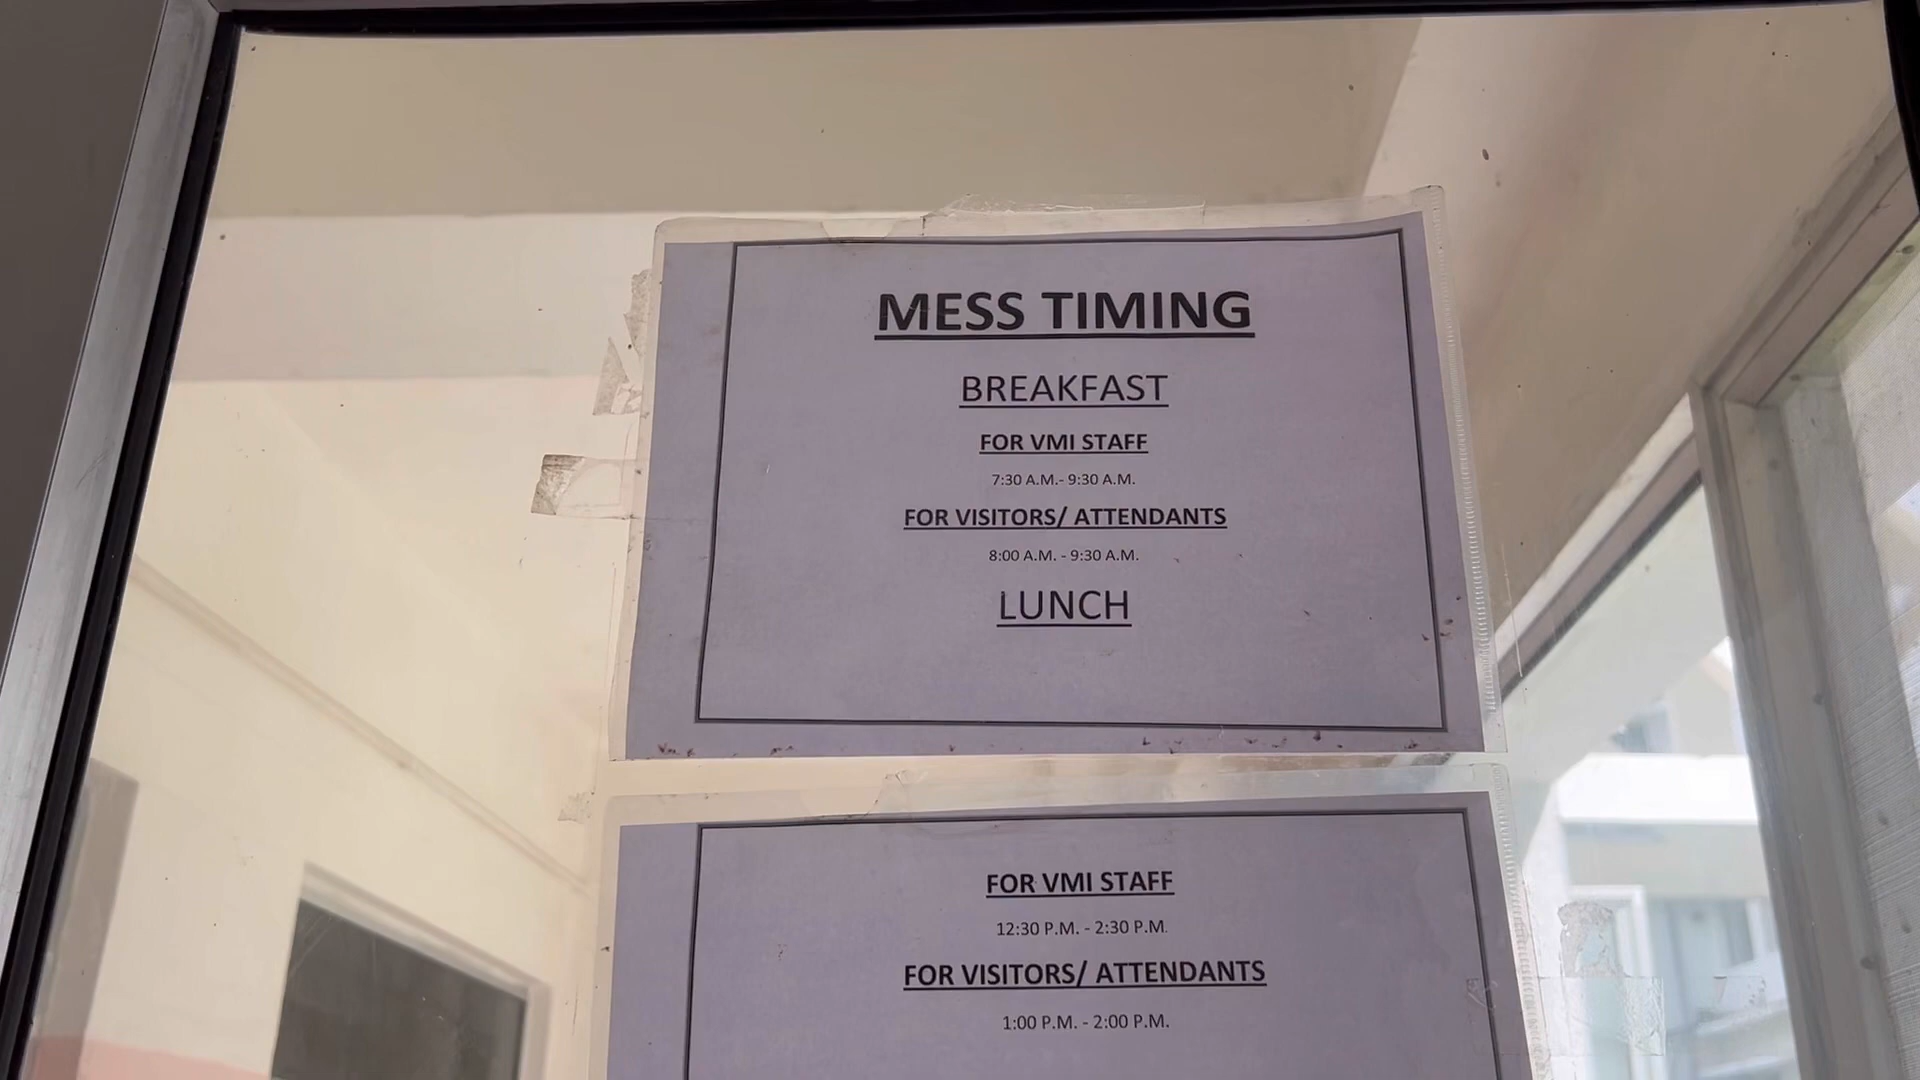 MESS TIMING
BREAKFAST
FOR VMI STAFF
7:30 A.M.- 9:30 A.M.
FOR VISITORS/ ATTENDANTS
8:00 A.M. - 9:30 A.M.
LUNCH
FOR VMI STAFF
12:30 P.M. - 2:30 P.M.
FOR VISITORS/ ATTENDANTS
1:00 P.M. - 2:00 P.M.